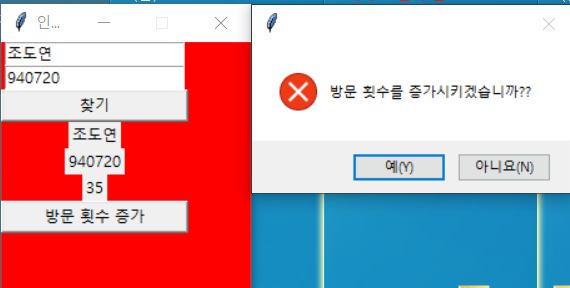 인...
조도연
940720
찾기
조도연
940720
35
방문 횟수 증가
방문 횟수를 증가시키겠습니까??
예(Y)
아니요(N)